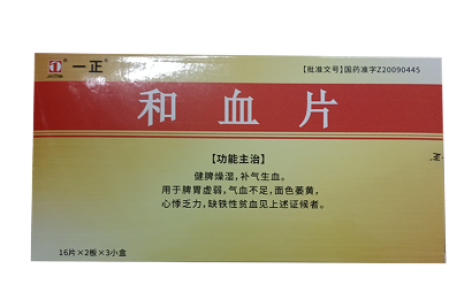 一正®
【批准文号】国药准字Z20090445
和血片
【功能主治】
健脾燥湿，补气生血。
用于脾胃虚弱，气血不足，面色萎黄，
心悸乏力，缺铁性贫血见上述证候者。
16片×2板×3小盒